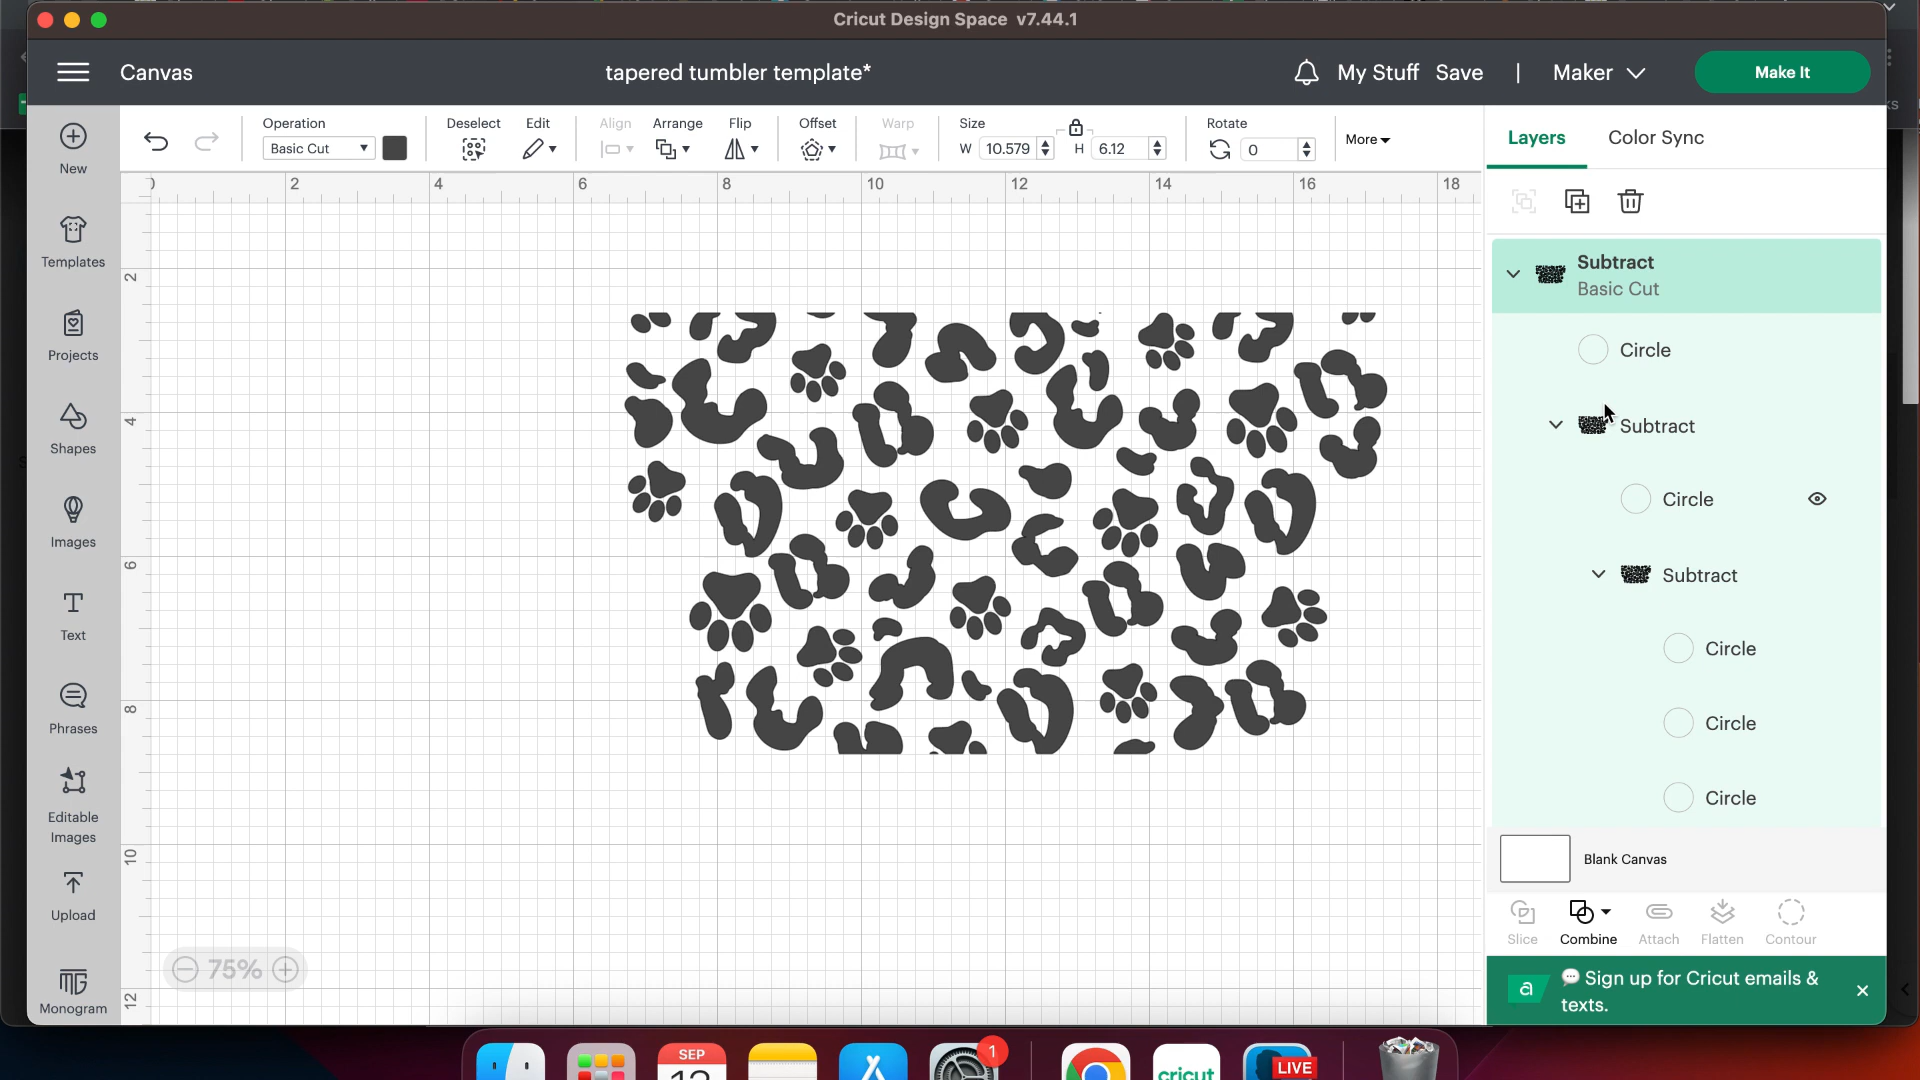 Cricut Design Space  v7.44.1
Canvas
tapered tumbler template*
My Stuff
Save
|
Maker
Make It
New
Templates
Projects
Shapes
Images
Text
Phrases
Editable
Images
Upload
Monogram
Operation
Basic Cut
Deselect
Edit
Align
Arrange
Flip
Offset
Warp
Size
W 10.579
H 6.12
Rotate
0
More
2 4 6 8 10 12 14 16 18
2
4
6
8
10
12
75%
Layers
Color Sync
Subtract
Basic Cut
Circle
Subtract
Circle
Subtract
Circle
Circle
Circle
Blank Canvas
Slice
Combine
Attach
Flatten
Contour
a
Sign up for Cricut emails &
texts.
SEP
1
cricut
LIVE